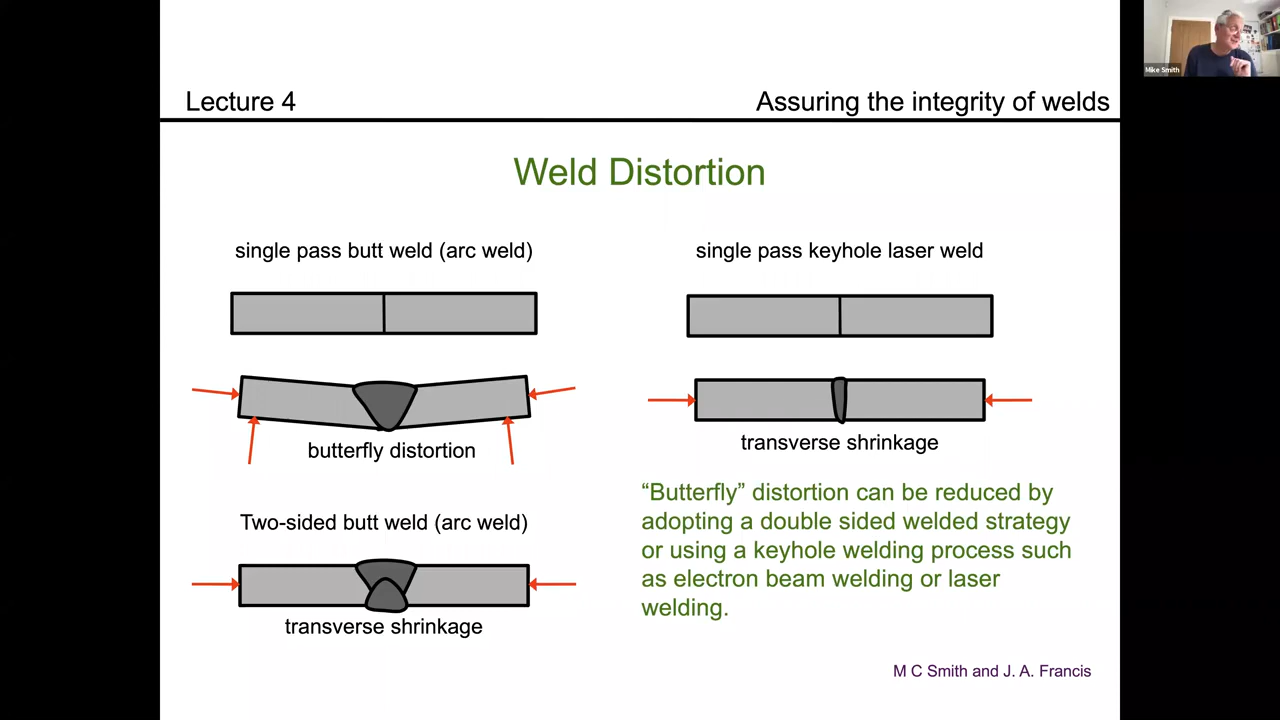 Mike Smith
Lecture 4
Assuring the integrity of welds
Weld Distortion
single pass butt weld (arc weld)
butterfly distortion
Two-sided butt weld (arc weld)
transverse shrinkage
single pass keyhole laser weld
transverse shrinkage
“Butterfly” distortion can be reduced by
adopting a double sided welded strategy
or using a keyhole welding process such
as electron beam welding or laser
welding.
M C Smith and J. A. Francis